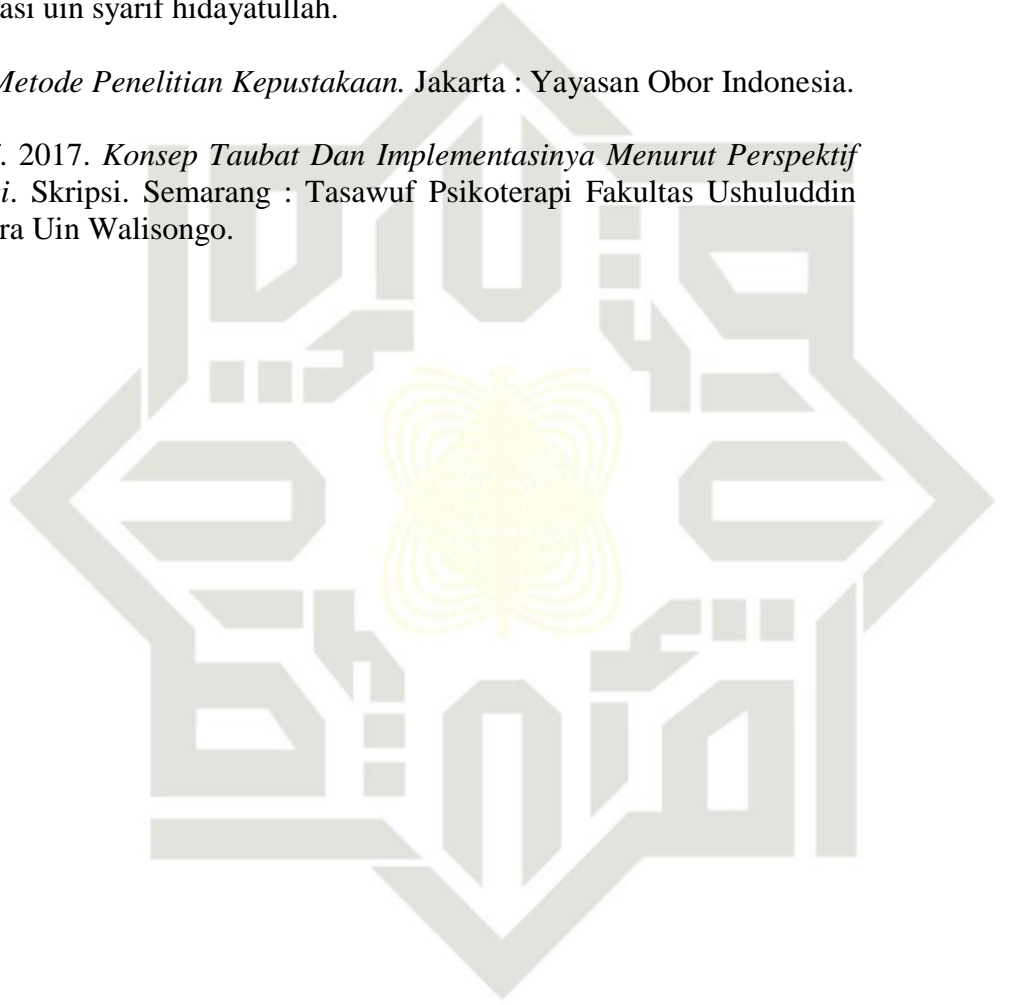 asi uin syarif hidayatullah.
Metode Penelitian Kepustakaan. Jakarta : Yayasan Obor Indonesia.
. 2017. Konsep Taubat Dan Implementasinya Menurut Perspektif
i. Skripsi. Semarang : Tasawuf Psikoterapi Fakultas Ushuluddin
ra Uin Walisongo.